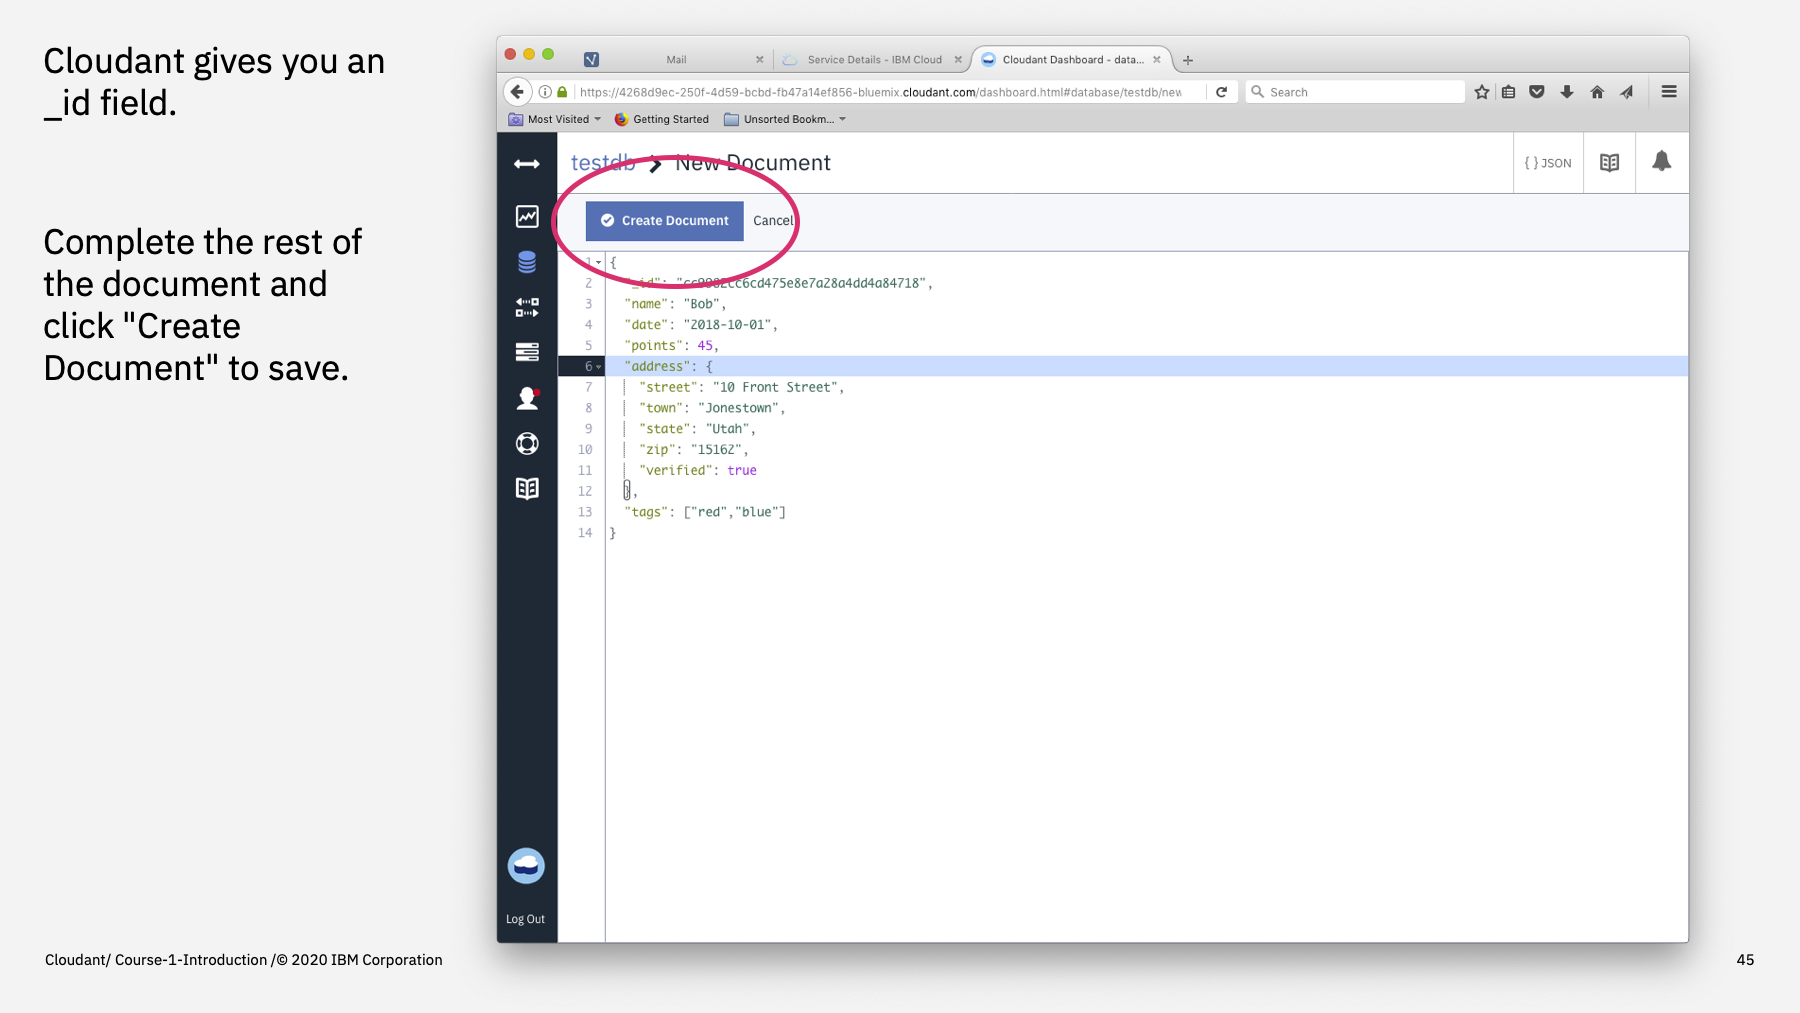 Cloudant gives you an
_id field.
Complete the rest of
the document and
click "Create
Document" to save.
Mail
Service Details - IBM Cloud
Cloudant Dashboard - data...
https://4268d9ec-250f-4d59-bcbd-fb47a14ef856-bluemix.cloudant.com/dashboard.html#database/testdb/new
Search
Most Visited
Getting Started
Unsorted Bookm...
testdb > New Document
{ } JSON
Create Document
Cancel
1 {
2 "_id": "cc9982cc6cd475e8e7a28a4dd4a84718",
3 "name": "Bob",
4 "date": "2018-10-01",
5 "points": 45,
6 "address": {
7 "street": "10 Front Street",
8 "town": "Jonestown",
9 "state": "Utah",
10 "zip": "15162",
11 "verified": true
12 },
13 "tags": ["red","blue"]
14 }
Log Out
Cloudant/ Course-1-Introduction /© 2020 IBM Corporation
45